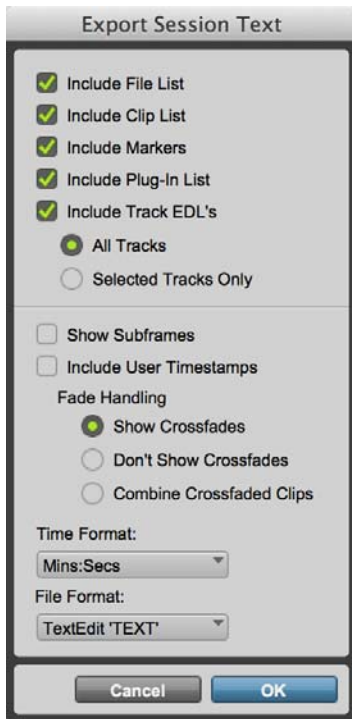 Export Session Text
Include File List
Include Clip List
Include Markers
Include Plug-In List
Include Track EDL's
All Tracks
Selected Tracks Only
Show Subframes
Include User Timestamps
Fade Handling
Show Crossfades
Don't Show Crossfades
Combine Crossfaded Clips
Time Format:
Mins:Secs
File Format:
TextEdit 'TEXT'
Cancel OK